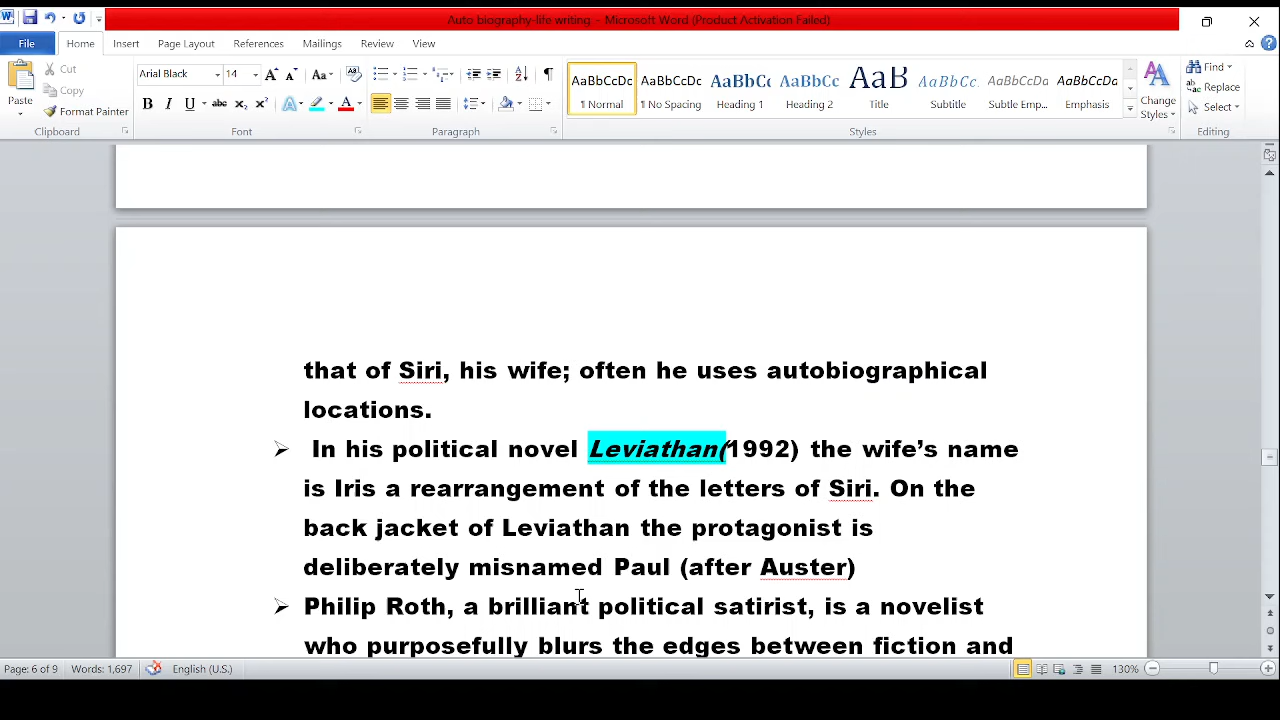 Auto biography-life writing - Microsoft Word (Product Activation Failed)
File Home Insert Page Layout References Mailings Review View
Paste
Cut
Copy
Format Painter
Clipboard
Arial Black 14
Font
Paragraph
AaBbCcDc AaBbCcDc AaBbCc AaBbCc AaB AaBbCc. AaBbCcDc AaBbCcDc
¶ Normal ¶ No Spacing Heading 1 Heading 2 Title Subtitle Subtle Em... Emphasis
Change Styles
Styles
Find
Replace
Select
Editing
that of Siri, his wife; often he uses autobiographical
locations.
In his political novel Leviathan(1992) the wife’s name
is Iris a rearrangement of the letters of Siri. On the
back jacket of Leviathan the protagonist is
deliberately misnamed Paul (after Auster)
Philip Roth, a brilliant political satirist, is a novelist
who purposefully blurs the edges between fiction and
Page: 6 of 9 Words: 1,697 English (U.S.) 130%